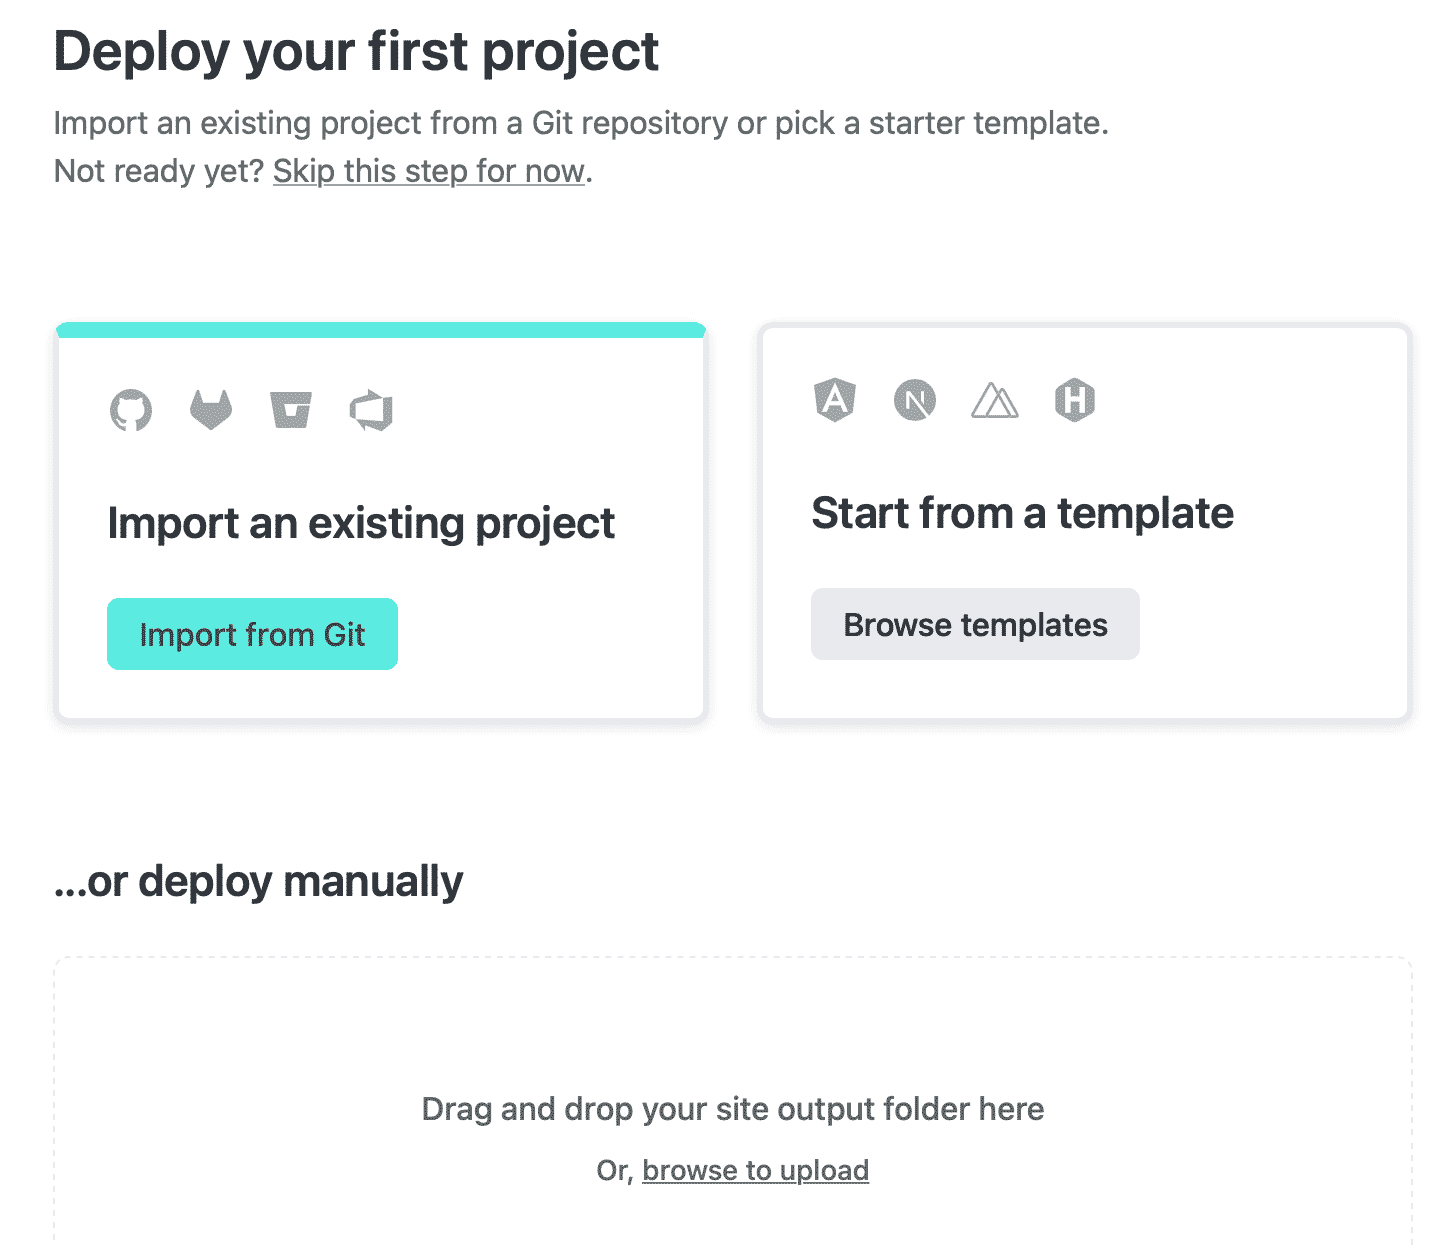 Deploy your first project
Import an existing project from a Git repository or pick a starter template.
Not ready yet? Skip this step for now.
Import an existing project
Import from Git
Start from a template
Browse templates
...or deploy manually
Drag and drop your site output folder here
Or, browse to upload